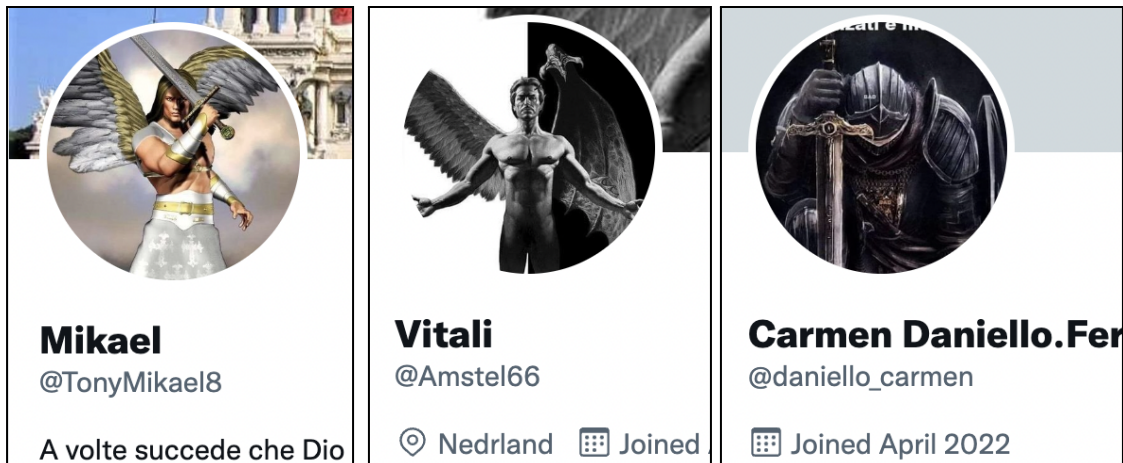 Mikael
@TonyMikael8
A volte succede che Dio
Vitali
@Amstel66
Nedrland Joined
Carmen Daniello.Fer
@daniello_carmen
Joined April 2022